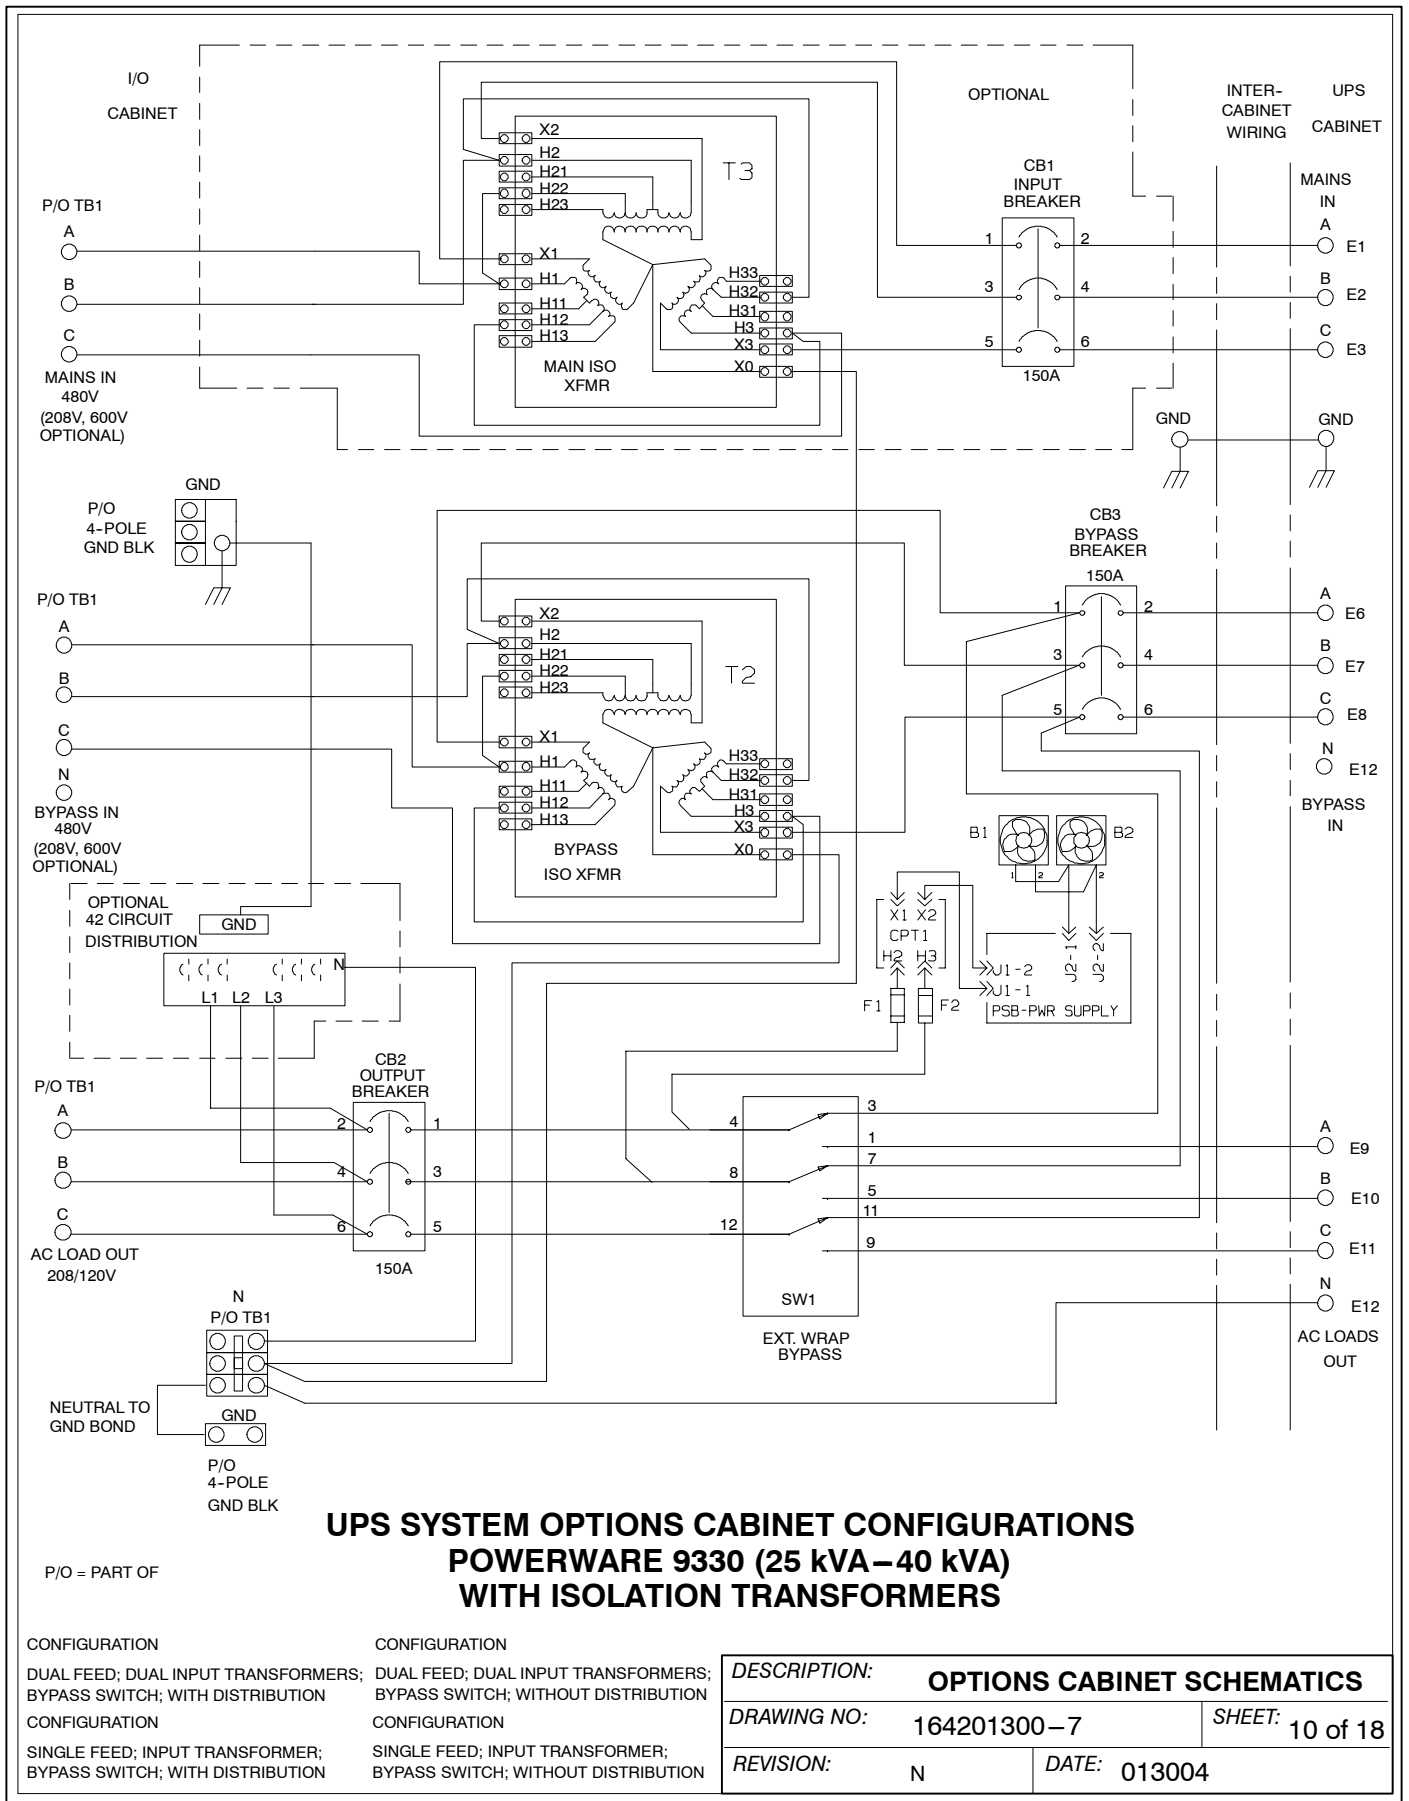 I/O
CABINET
OPTIONAL
INTER-
CABINET
WIRING
UPS
CABINET
X2
H2
H21
H22
H23
T3
CB1
INPUT
BREAKER
MAINS
IN
P/O TB1
A
B
C
MAINS IN
480V
(208V, 600V
OPTIONAL)
X1
H1
H11
H12
H13
H33
H32
H31
H3
X3
X0
MAIN ISO
XFMR
1 2
3 4
5 6
150A
A E1
B E2
C E3
GND GND
GND
P/O
4-POLE
GND BLK
CB3
BYPASS
BREAKER
150A
P/O TB1
A
B
C
N
BYPASS IN
480V
(208V, 600V
OPTIONAL)
X2
H2
H21
H22
H23
T2
X1
H1
H11
H12
H13
H33
H32
H31
H3
X3
X0
BYPASS
ISO XFMR
1 2
3 4
5 6
A E6
B E7
C E8
N E12
BYPASS
IN
B1 B2
1 2 2
OPTIONAL
42 CIRCUIT
DISTRIBUTION
GND
N
L1 L2 L3
X1 X2
CPT1
H2 H3
F1 F2
J2-1
J2-2
J1-2
J1-1
PSB-PWR SUPPLY
P/O TB1
A
B
C
AC LOAD OUT
208/120V
CB2
OUTPUT
BREAKER
2 1
4 3
6 5
150A
4 3
1
8 7
5
12 11
9
SW1
EXT. WRAP
BYPASS
A E9
B E10
C E11
N E12
AC LOADS
OUT
N
P/O TB1
NEUTRAL TO
GND BOND
GND
P/O
4-POLE
GND BLK
UPS SYSTEM OPTIONS CABINET CONFIGURATIONS
POWERWARE 9330 (25 kVA–40 kVA)
WITH ISOLATION TRANSFORMERS
P/O = PART OF
CONFIGURATION
DUAL FEED; DUAL INPUT TRANSFORMERS;
BYPASS SWITCH; WITH DISTRIBUTION
CONFIGURATION
SINGLE FEED; INPUT TRANSFORMER;
BYPASS SWITCH; WITH DISTRIBUTION
CONFIGURATION
DUAL FEED; DUAL INPUT TRANSFORMERS;
BYPASS SWITCH; WITHOUT DISTRIBUTION
CONFIGURATION
SINGLE FEED; INPUT TRANSFORMER;
BYPASS SWITCH; WITHOUT DISTRIBUTION
DESCRIPTION: OPTIONS CABINET SCHEMATICS
DRAWING NO: 164201300–7
SHEET: 10 of 18
REVISION: N
DATE: 013004